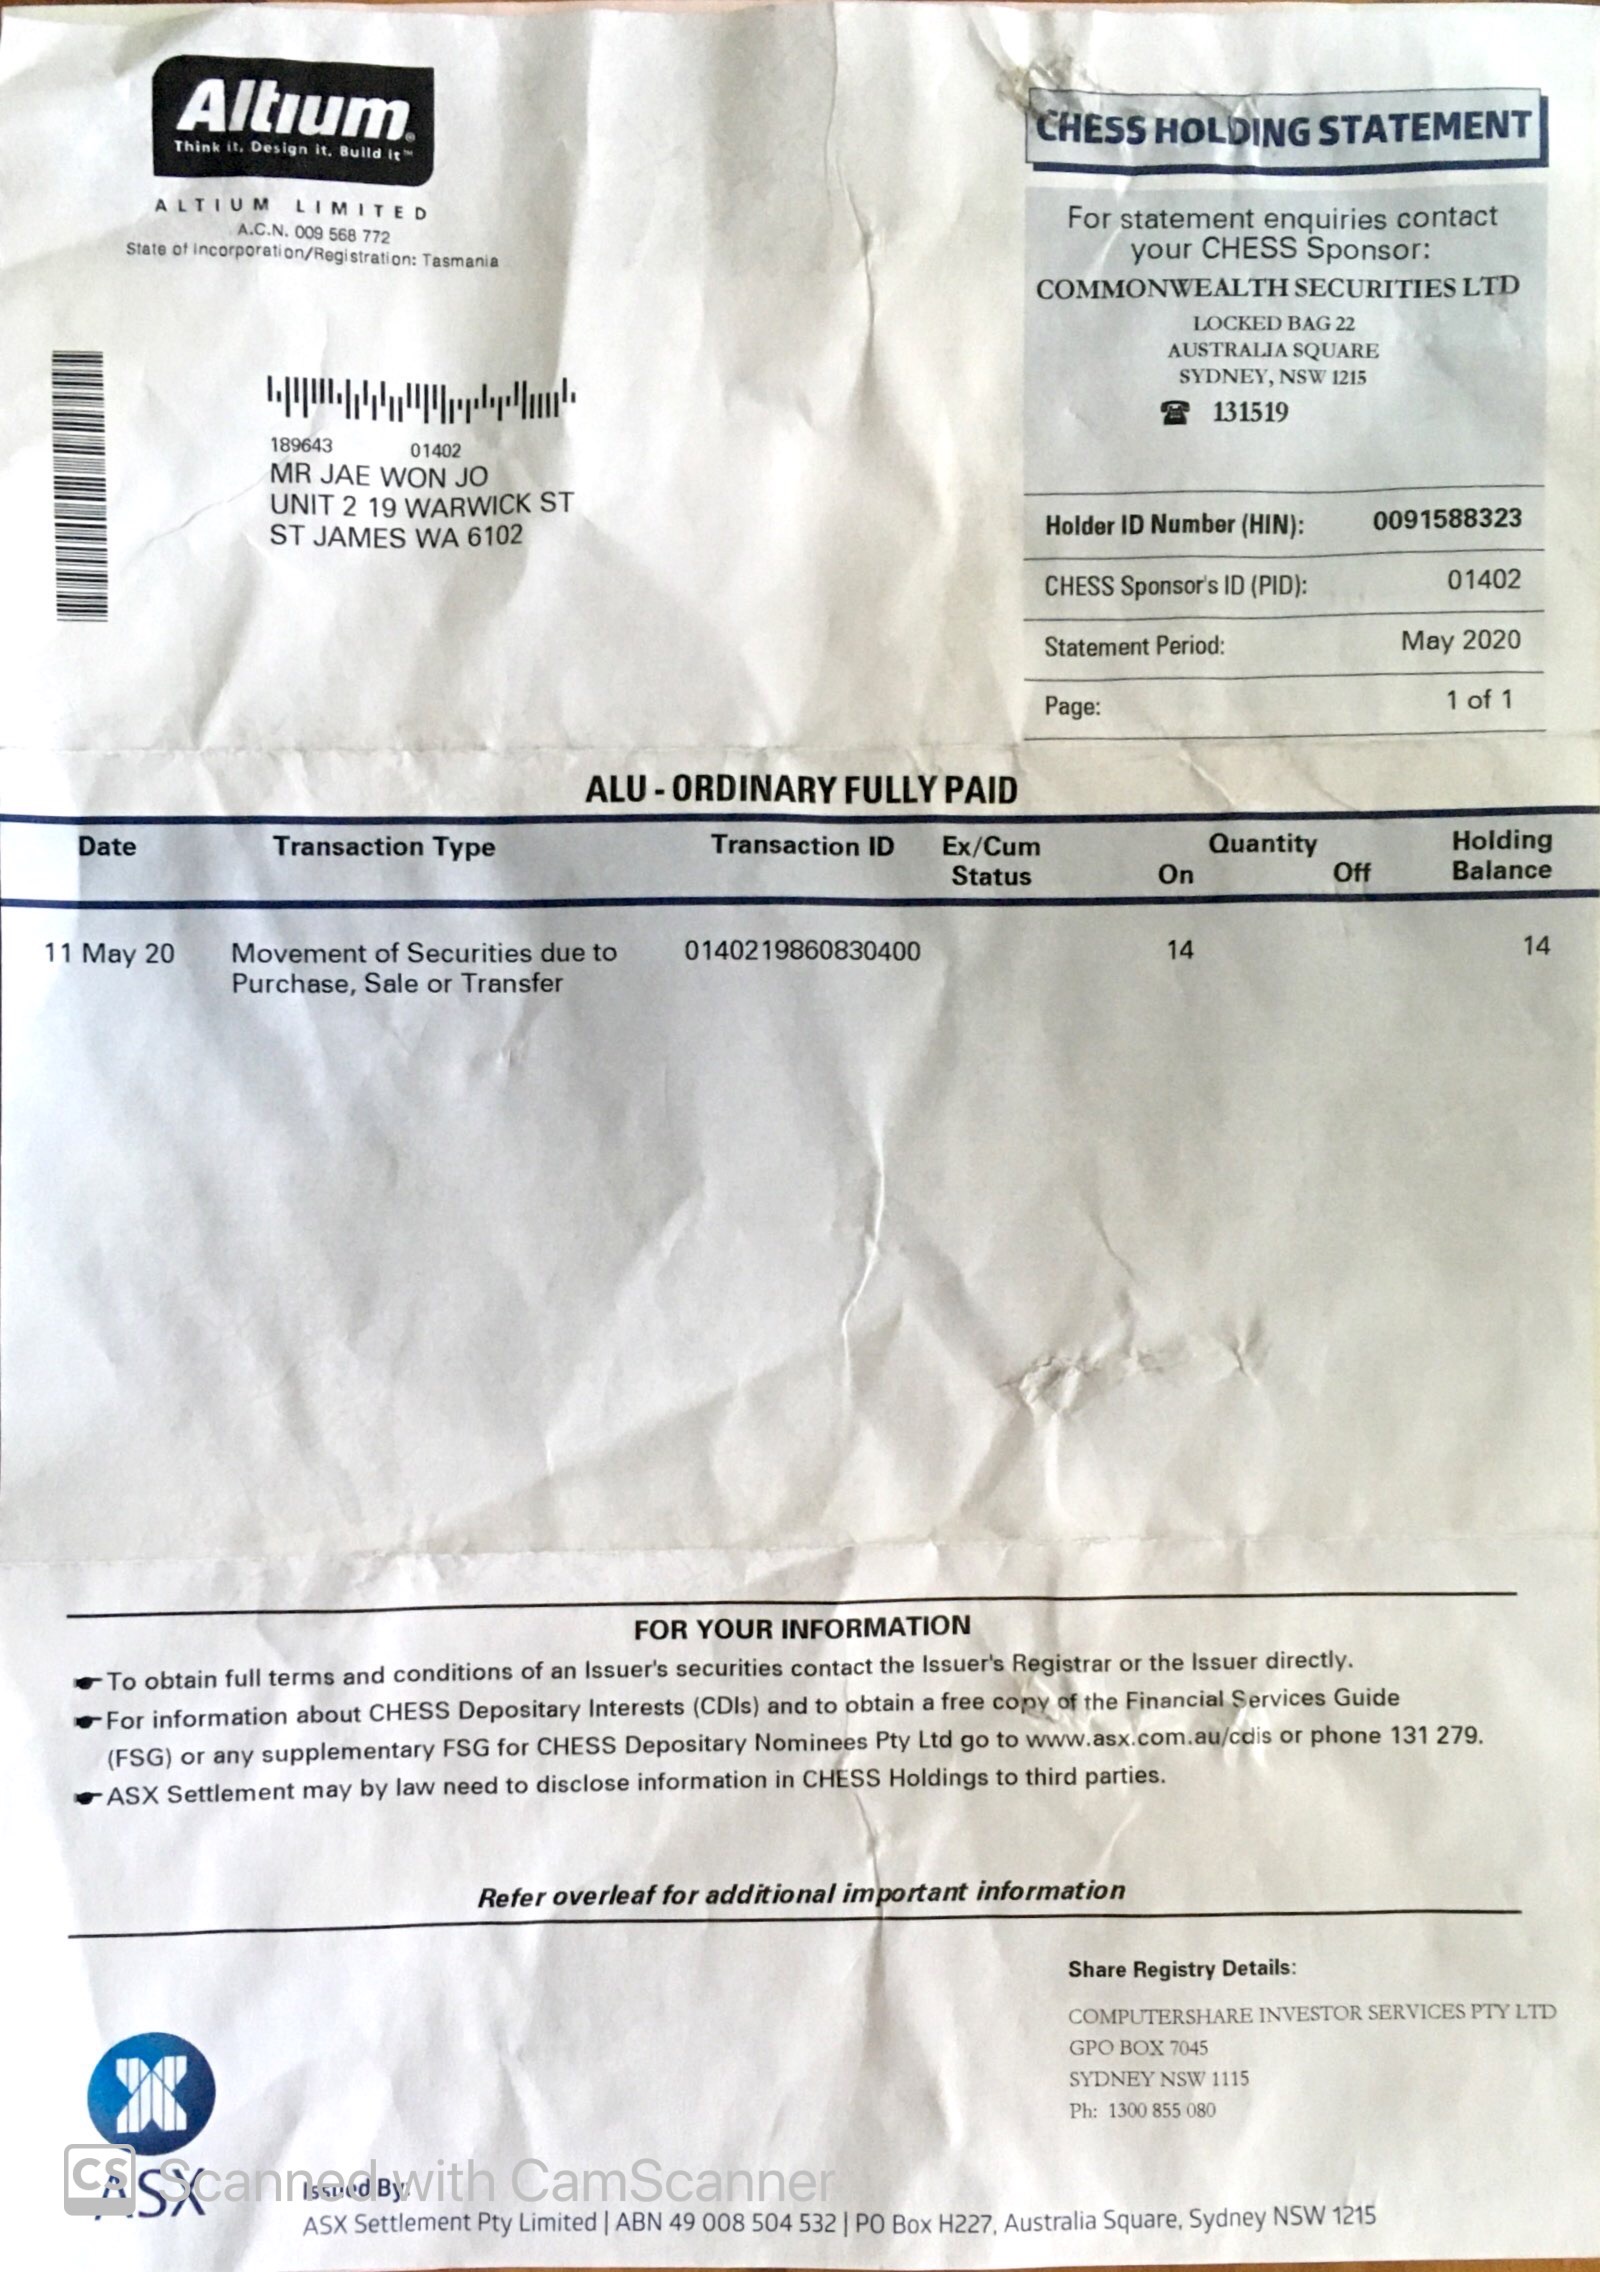 Altium®
Think it, Design it, Build it™
ALTIUM LIMITED
A.C.N. 009 568 772
State of Incorporation/Registration: Tasmania
CHESS HOLDING STATEMENT
For statement enquiries contact
your CHESS Sponsor:
COMMONWEALTH SECURITIES LTD
LOCKED BAG 22
AUSTRALIA SQUARE
SYDNEY, NSW 1215
☎ 131519
189643 01402
MR JAE WON JO
UNIT 2 19 WARWICK ST
ST JAMES WA 6102
Holder ID Number (HIN): 0091588323
CHESS Sponsor's ID (PID): 01402
Statement Period: May 2020
Page: 1 of 1
ALU - ORDINARY FULLY PAID
Date Transaction Type Transaction ID Ex/Cum Quantity Holding
Status On Off Balance
11 May 20 Movement of Securities due to 0140219860830400 14 14
Purchase, Sale or Transfer
FOR YOUR INFORMATION
☛ To obtain full terms and conditions of an Issuer's securities contact the Issuer's Registrar or the Issuer directly.
☛ For information about CHESS Depositary Interests (CDIs) and to obtain a free copy of the Financial Services Guide
(FSG) or any supplementary FSG for CHESS Depositary Nominees Pty Ltd go to www.asx.com.au/cdis or phone 131 279.
☛ ASX Settlement may by law need to disclose information in CHESS Holdings to third parties.
Refer overleaf for additional important information
Share Registry Details:
COMPUTERSHARE INVESTOR SERVICES PTY LTD
GPO BOX 7045
SYDNEY NSW 1115
Ph: 1300 855 080
ASX
CS Scanned with CamScanner
Issued By:
ASX Settlement Pty Limited | ABN 49 008 504 532 | PO Box H227, Australia Square, Sydney NSW 1215